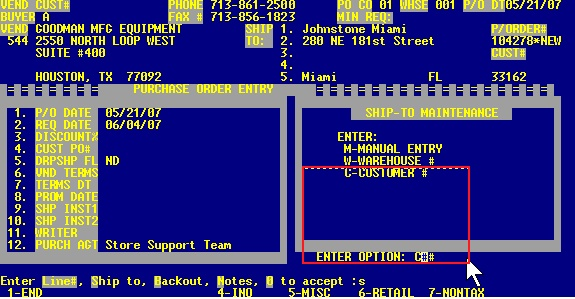 VEND CUST# PHONE 713-861-2500 PO CO 01 WHSE 001 P/O DT05/21/07
BUYER A FAX # 713-856-1823 MIN REQ:
VEND GOODMAN MFG EQUIPMENT SHIP 1. Johnstone Miami P/ORDER#
544 2550 NORTH LOOP WEST TO: 2. 280 NE 181st Street 104278*NEW
SUITE #400 3. CUST#
4.
HOUSTON, TX 77092 5. Miami FL 33162
PURCHASE ORDER ENTRY
1. P/O DATE 05/21/07
2. REQ DATE 06/04/07
3. DISCOUNT%
4. CUST PO#
5. DRPSHP FL ND
6. VND TERMS
7. TERMS DT
8. PROM DATE
9. SHP INST1
10. SHP INST2
11. WRITER
12. PURCH AGT Store Support Team
SHIP-TO MAINTENANCE
ENTER:
M-MANUAL ENTRY
W-WAREHOUSE #
C-CUSTOMER #
ENTER OPTION: C##
Enter Line#, Ship to, Backout, Notes, 0 to accept :s
1-END 4-INQ 5-MISC 6-RETAIL 7-NONTAX